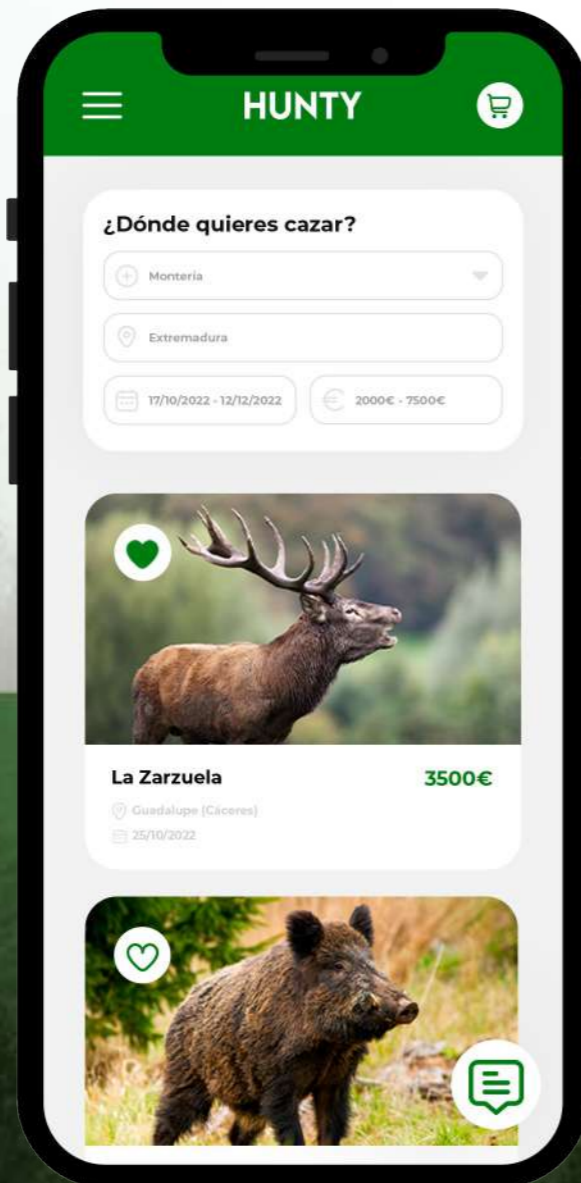 HUNTY
¿Dónde quieres cazar?
Montería
Extremadura
17/10/2022 - 12/12/2022
2000€ - 7500€
La Zarzuela
3500€
Guadalupe (Cáceres)
25/10/2022